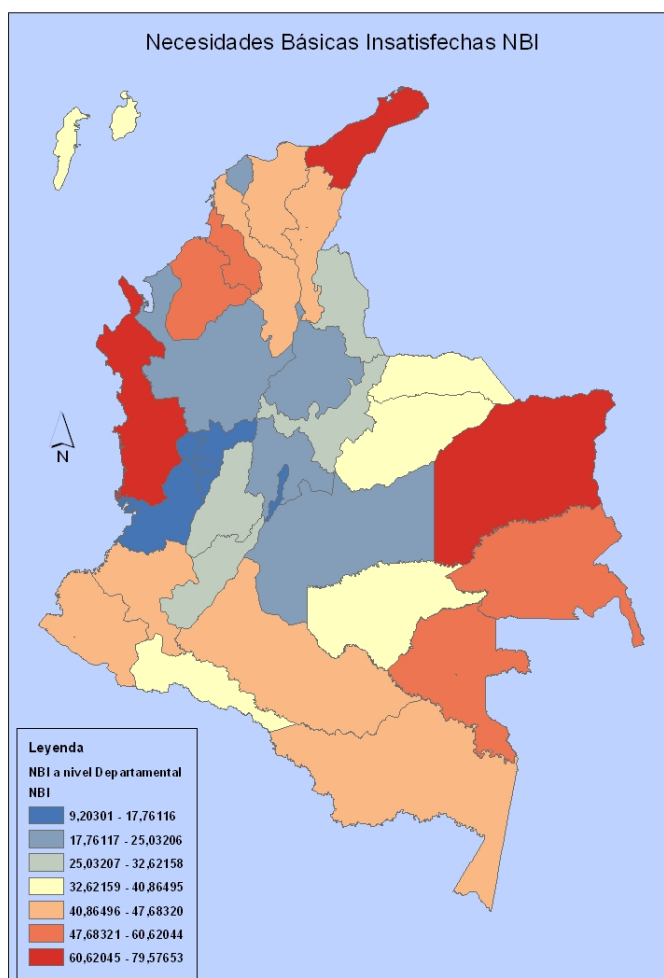 Necesidades Básicas Insatisfechas NBI
N
Leyenda
NBI a nivel Departamental
NBI
9,20301 - 17,76116
17,76117 - 25,03206
25,03207 - 32,62158
32,62159 - 40,86495
40,86496 - 47,68320
47,68321 - 60,62044
60,62045 - 79,57653